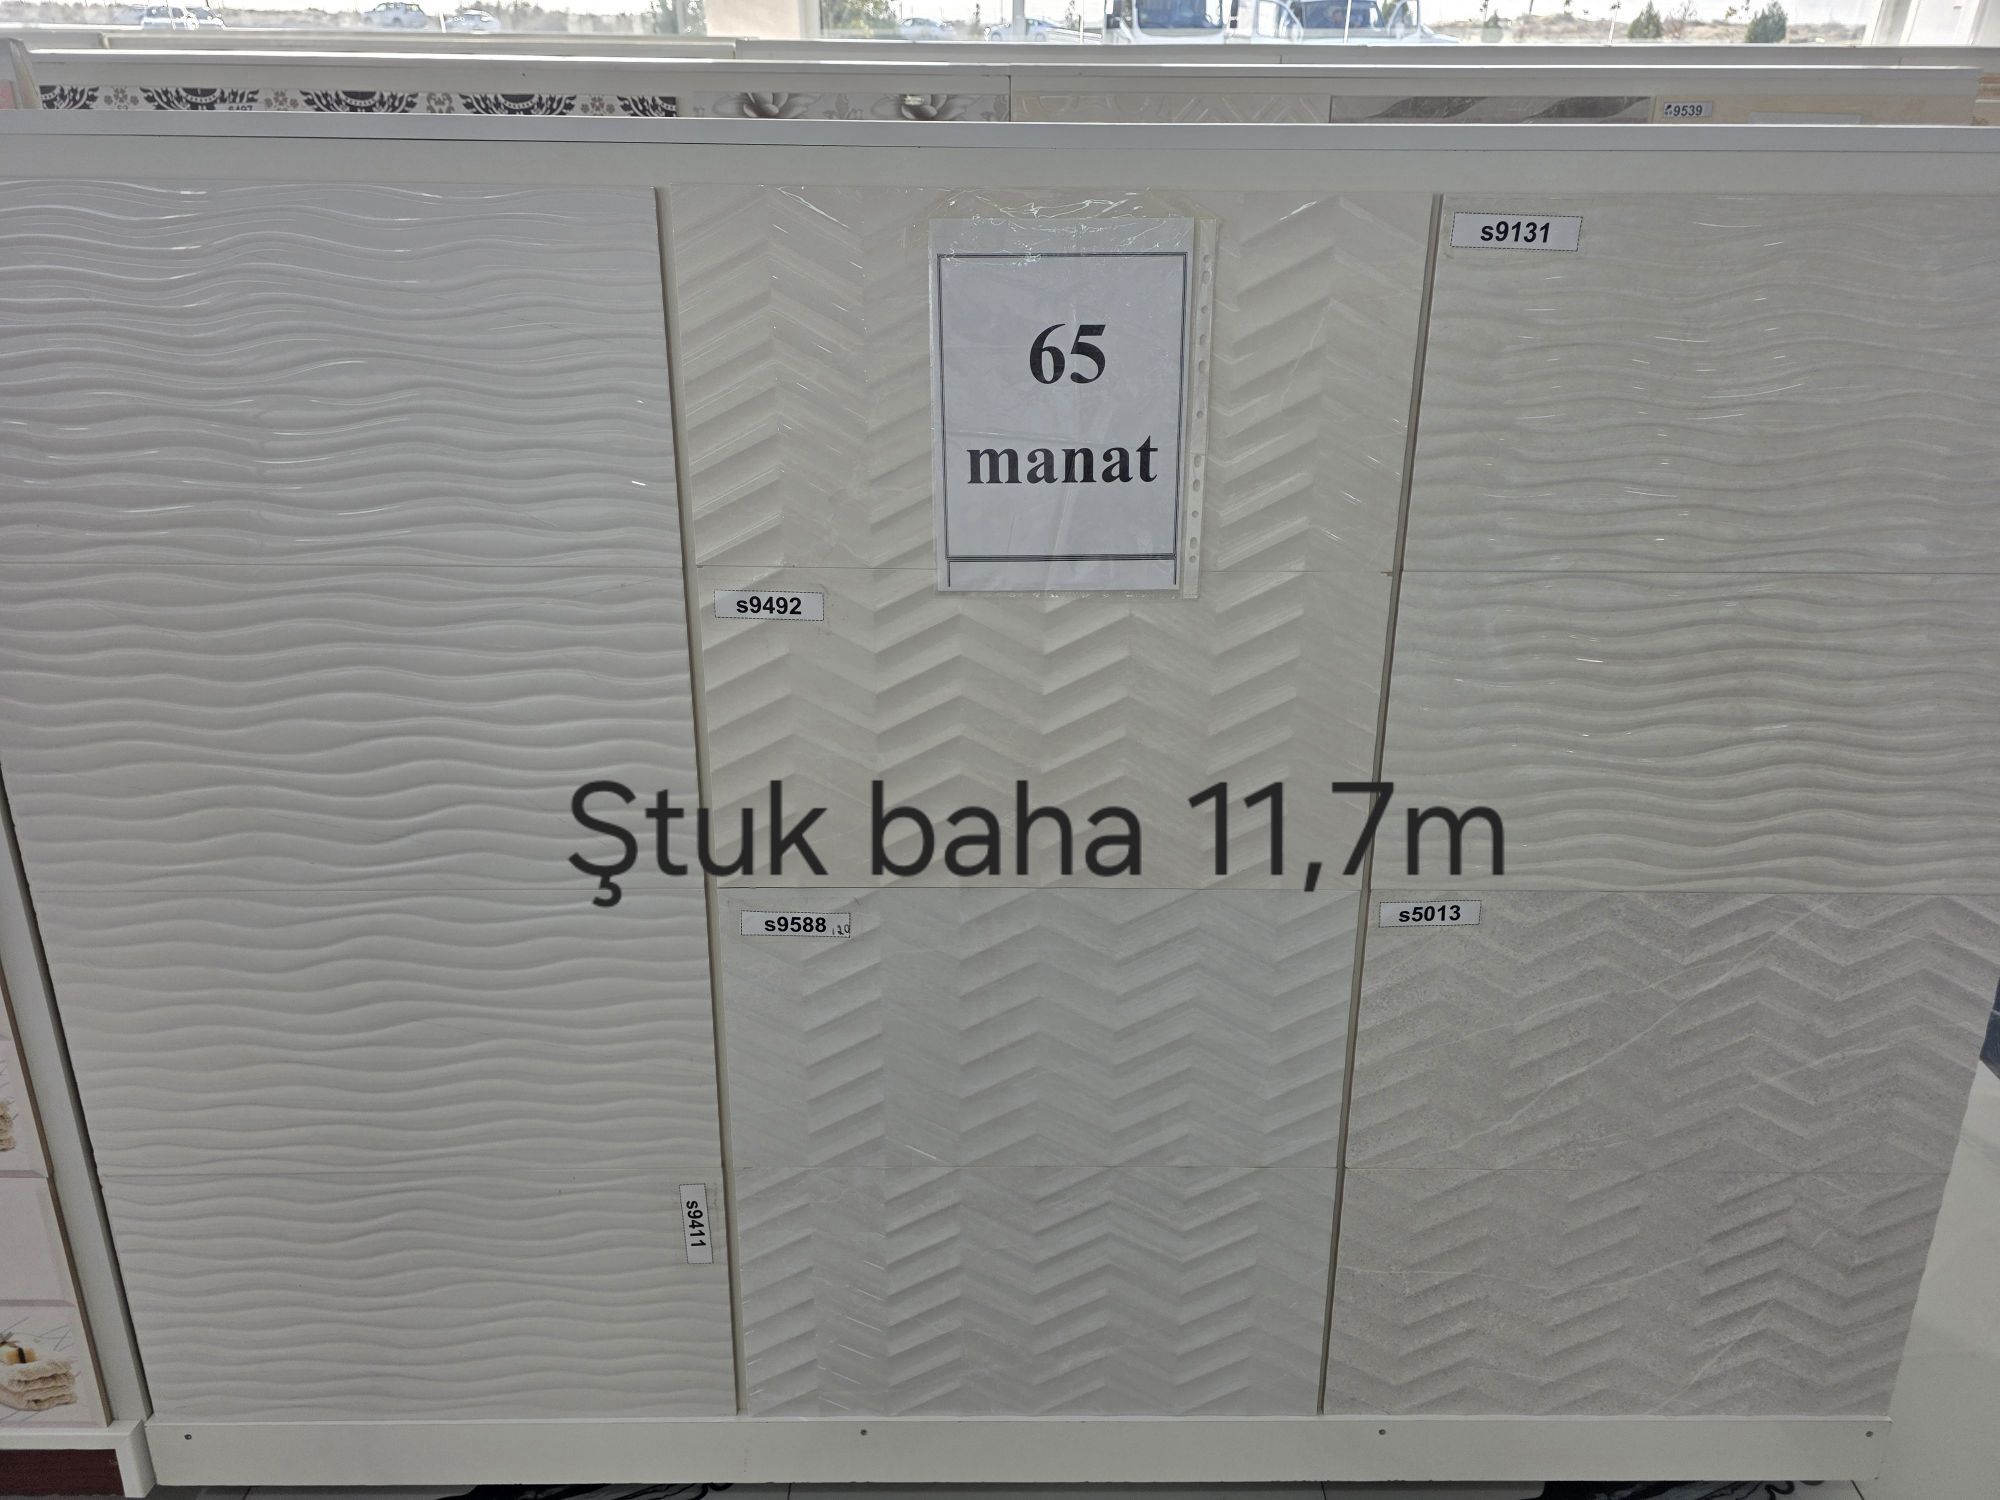 s9539
s9131
65
manat
s9492
Ştuk baha 11,7m
s9588
s5013
s9411